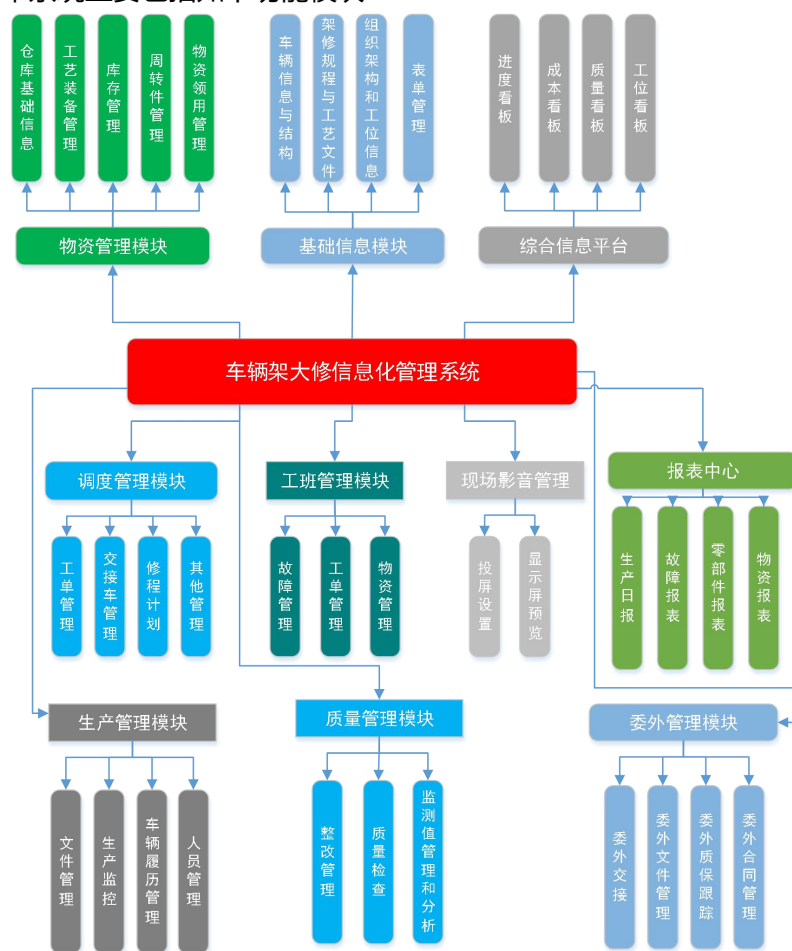 仓库基础信息
工艺装备管理
库存管理
周转件管理
物资领用管理
车辆信息与结构
架修规程与工艺文件
组织架构和工位信息
表单管理
进度看板
成本看板
质量看板
工位看板
物资管理模块
基础信息模块
综合信息平台
车辆架大修信息化管理系统
调度管理模块
工班管理模块
现场影音管理
报表中心
工单管理
交接车管理
修程计划
其他管理
故障管理
工单管理
物资管理
投屏设置
显示屏预览
生产日报
故障报表
零部件报表
物资报表
生产管理模块
质量管理模块
委外管理模块
文件管理
生产监控
车辆履历管理
人员管理
整改管理
质量检查
监测值管理和分析
委外交接
委外文件管理
委外质保跟踪
委外合同管理